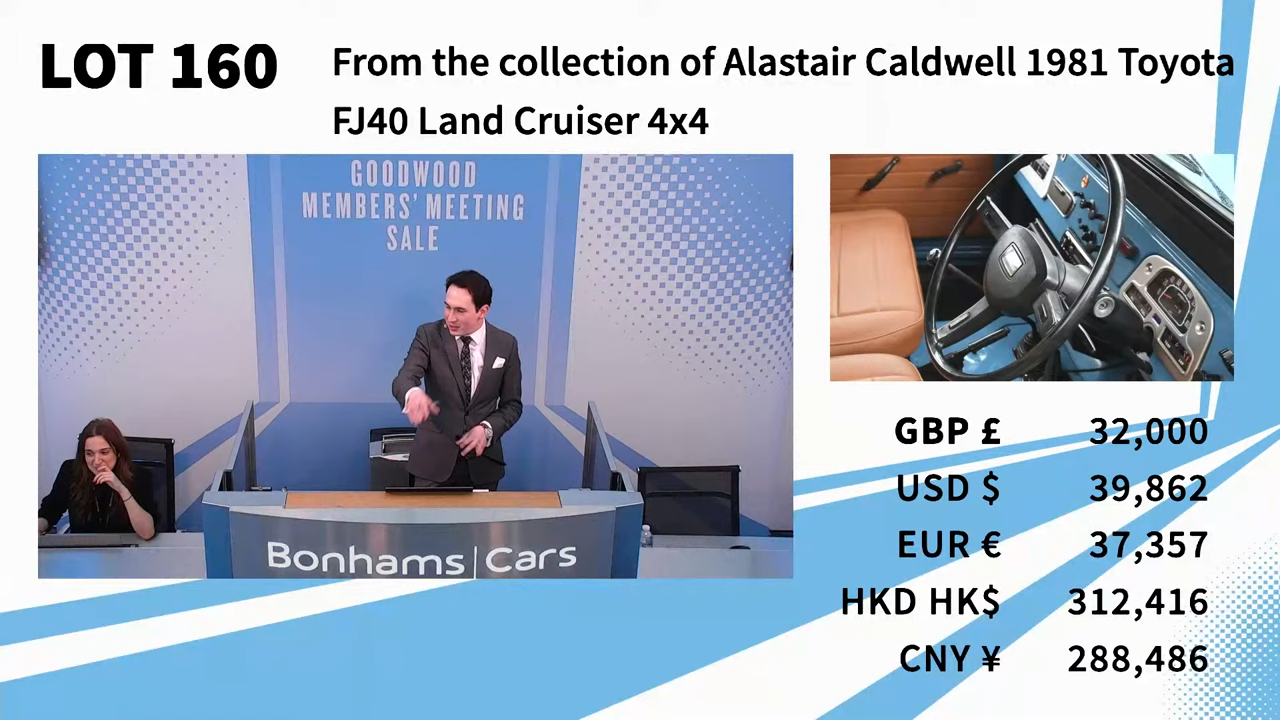 LOT 160
From the collection of Alastair Caldwell 1981 Toyota
FJ40 Land Cruiser 4x4
GOODWOOD
MEMBERS' MEETING
SALE
Bonhams|Cars
GBP £ 32,000
USD $ 39,862
EUR € 37,357
HKD HK$ 312,416
CNY ¥ 288,486